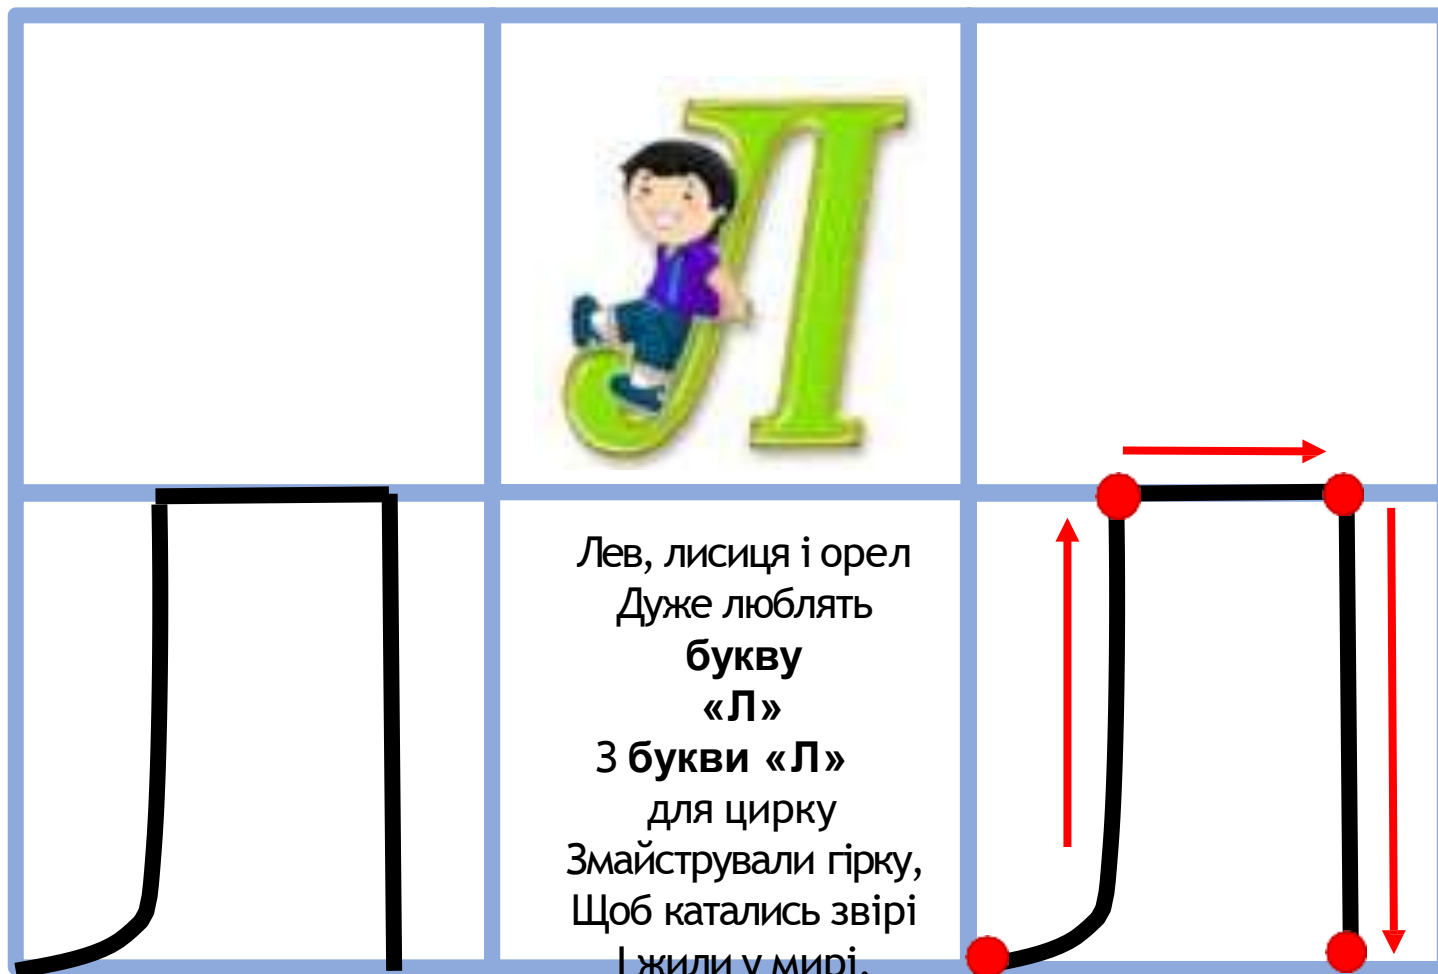 Л
Лев, лисиця і орел
Дуже люблять
букву
«Л»
З букви «Л»
для цирку
Змайстрували гірку,
Щоб катались звірі
І жили у мирі.
Л
Л